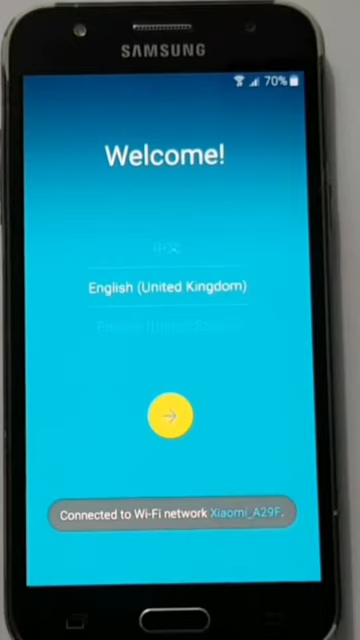 SAMSUNG
70%
Welcome!
English (United Kingdom)
Connected to Wi-Fi network Xiaomi_A29F.